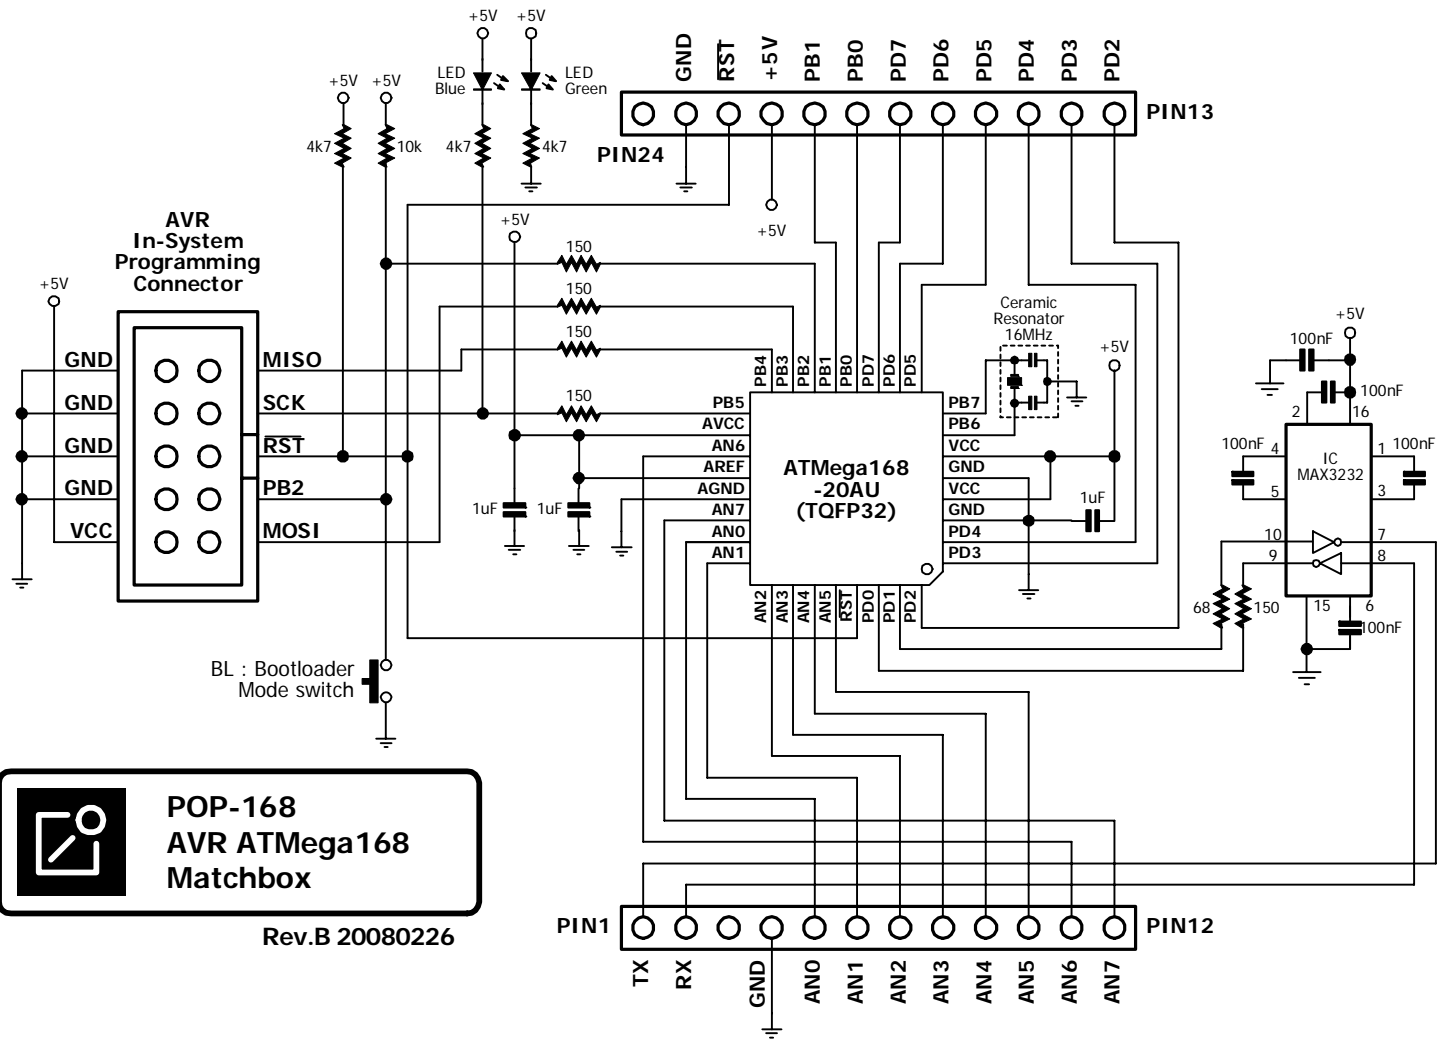 +5V
+5V
LED
Blue
LED
Green
+5V
+5V
4k7
10k
4k7
4k7
GND
RST
+5V
PB1
PB0
PD7
PD6
PD5
PD4
PD3
PD2
PIN13
PIN24
+5V
+5V
AVR
In-System
Programming
Connector
+5V
150
150
150
150
GND
GND
GND
GND
VCC
MISO
SCK
RST
PB2
MOSI
1uF
1uF
Ceramic
Resonator
16MHz
+5V
PB4
PB3
PB2
PB1
PB0
PD7
PD6
PD5
PB5
AVCC
AN6
AREF
AGND
AN7
AN0
AN1
ATMega168
-20AU
(TQFP32)
PB7
PB6
VCC
GND
VCC
GND
PD4
PD3
AN2
AN3
AN4
AN5
RST
PD0
PD1
PD2
1uF
+5V
100nF
100nF
2
16
100nF
4
1
100nF
IC
MAX3232
5
3
10
7
9
8
68
150
15
6
100nF
BL : Bootloader
Mode switch
POP-168
AVR ATMega168
Matchbox
Rev.B 20080226
PIN1
PIN12
TX
RX
GND
AN0
AN1
AN2
AN3
AN4
AN5
AN6
AN7